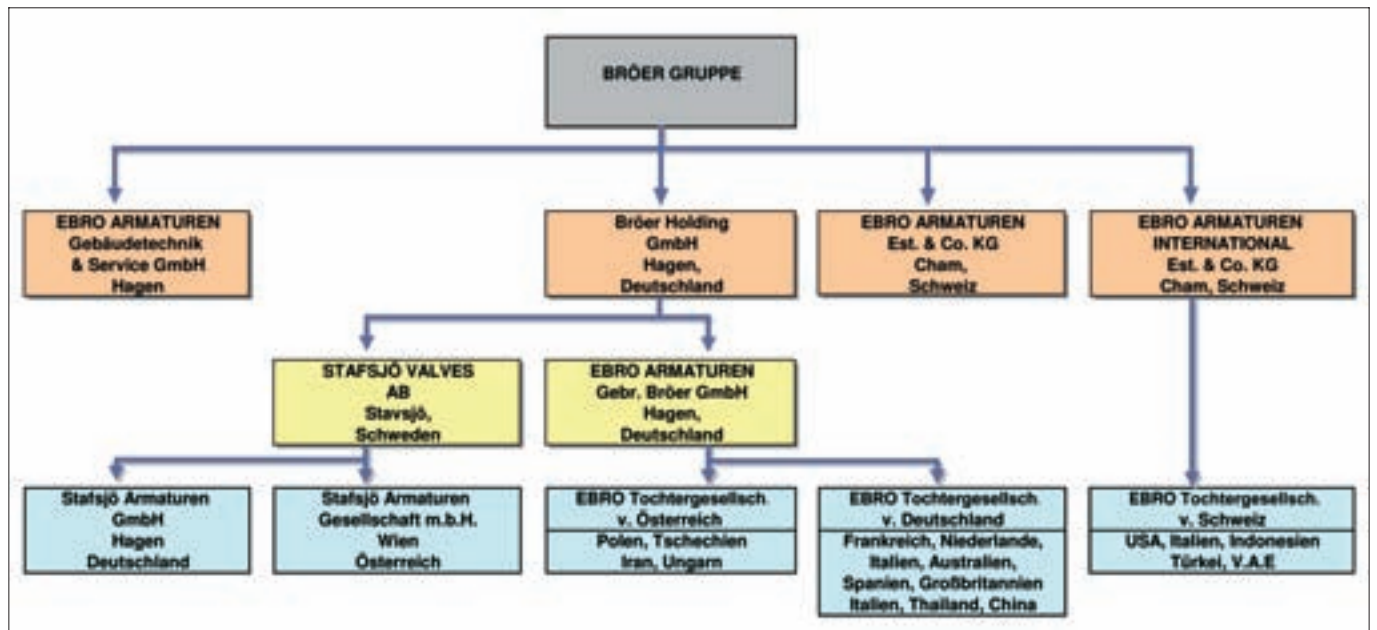 BRÖER GRUPPE
EBRO ARMATUREN
Gebäudetechnik
& Service GmbH
Hagen
Bröer Holding
GmbH
Hagen,
Deutschland
EBRO ARMATUREN
Est. & Co. KG
Cham,
Schweiz
EBRO ARMATUREN
INTERNATIONAL
Est. & Co. KG
Cham, Schweiz
STAFSJÖ VALVES
AB
Stavsjö,
Schweden
EBRO ARMATUREN
Gebr. Bröer GmbH
Hagen,
Deutschland
Stafsjö Armaturen
GmbH
Hagen
Deutschland
Stafsjö Armaturen
Gesellschaft m.b.H.
Wien
Österreich
EBRO Tochtergesellsch.
v. Österreich
Polen, Tschechien
Iran, Ungarn
EBRO Tochtergesellsch.
v. Deutschland
Frankreich, Niederlande,
Italien, Australien,
Spanien, Großbritannien
Italien, Thailand, China
EBRO Tochtergesellsch.
v. Schweiz
USA, Italien, Indonesien
Türkei, V.A.E